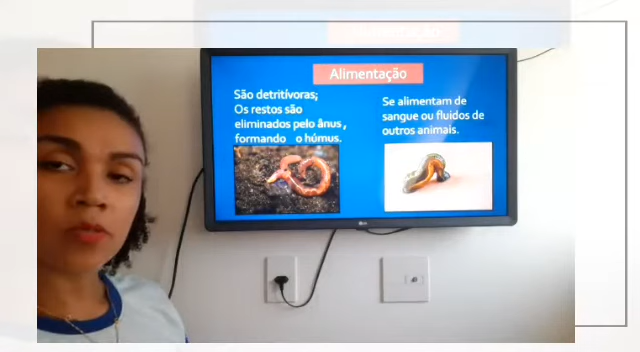 Alimentação
São detritívoras;
Os restos são
eliminados pelo ânus,
formando o húmus.
Se alimentam de
sangue ou fluidos de
outros animais.
LG